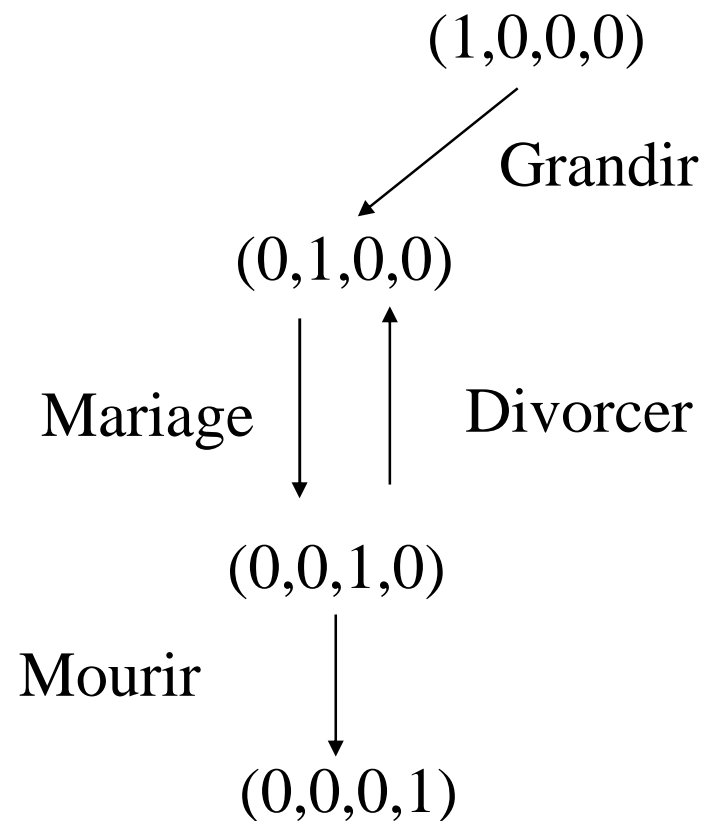 (1,0,0,0)
Grandir
(0,1,0,0)
Mariage
Divorcer
(0,0,1,0)
Mourir
(0,0,0,1)